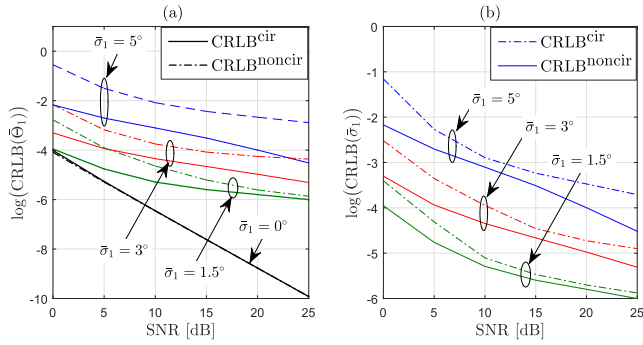 (a)
CRLB^cir
CRLB^noncir
σ̄₁ = 5°
σ̄₁ = 3°
σ̄₁ = 1.5°
σ̄₁ = 0°
log(CRLB(Θ̄₁))
0
-2
-4
-6
-8
-10
0 5 10 15 20 25
SNR [dB]
(b)
CRLB^cir
CRLB^noncir
σ̄₁ = 5°
σ̄₁ = 3°
σ̄₁ = 1.5°
log(CRLB(σ̄₁))
0
-1
-2
-3
-4
-5
-6
0 5 10 15 20 25
SNR [dB]